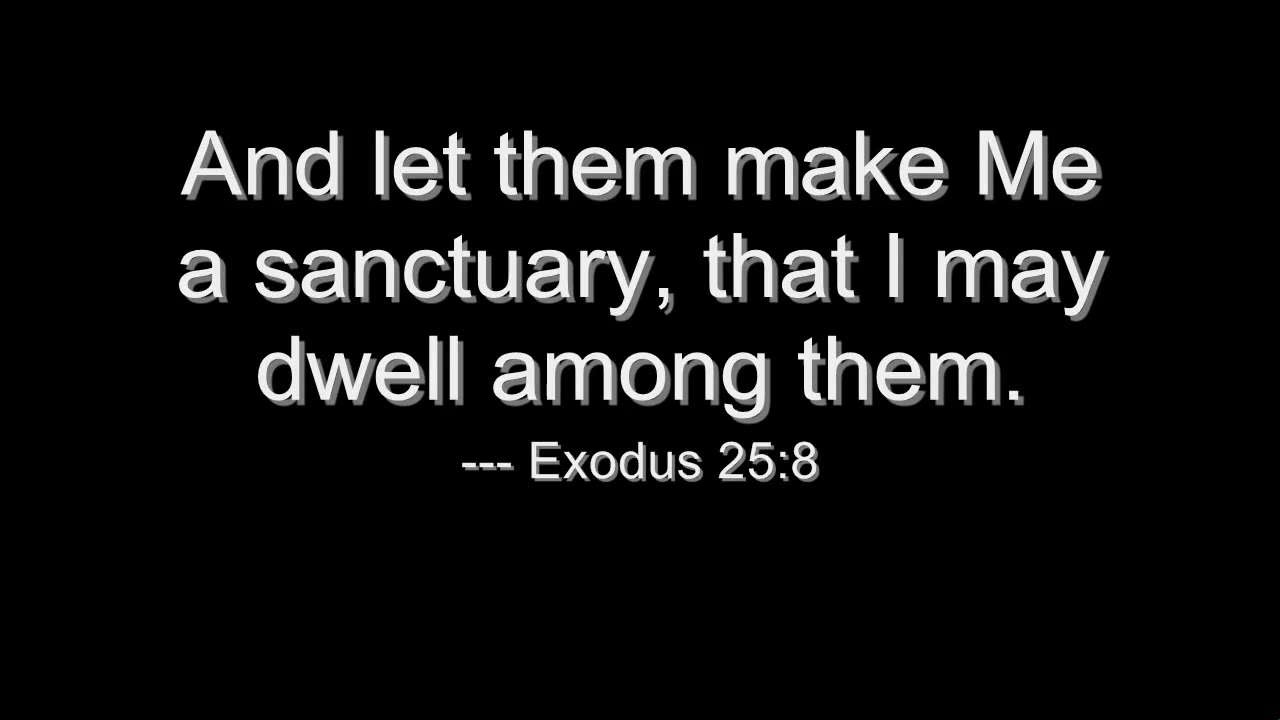 And let them make Me
a sanctuary, that I may
dwell among them.
--- Exodus 25:8